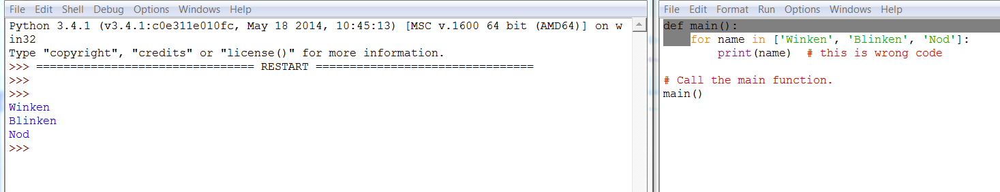 File Edit Shell Debug Options Windows Help
Python 3.4.1 (v3.4.1:c0e311e010fc, May 18 2014, 10:45:13) [MSC v.1600 64 bit (AMD64)] on w
in32
Type "copyright", "credits" or "license()" for more information.
>>> ================================ RESTART ================================
>>>
>>>
Winken
Blinken
Nod
>>>
File Edit Format Run Options Windows Help
def main():
    for name in ['Winken', 'Blinken', 'Nod']:
        print(name)  # this is wrong code
# Call the main function.
main()